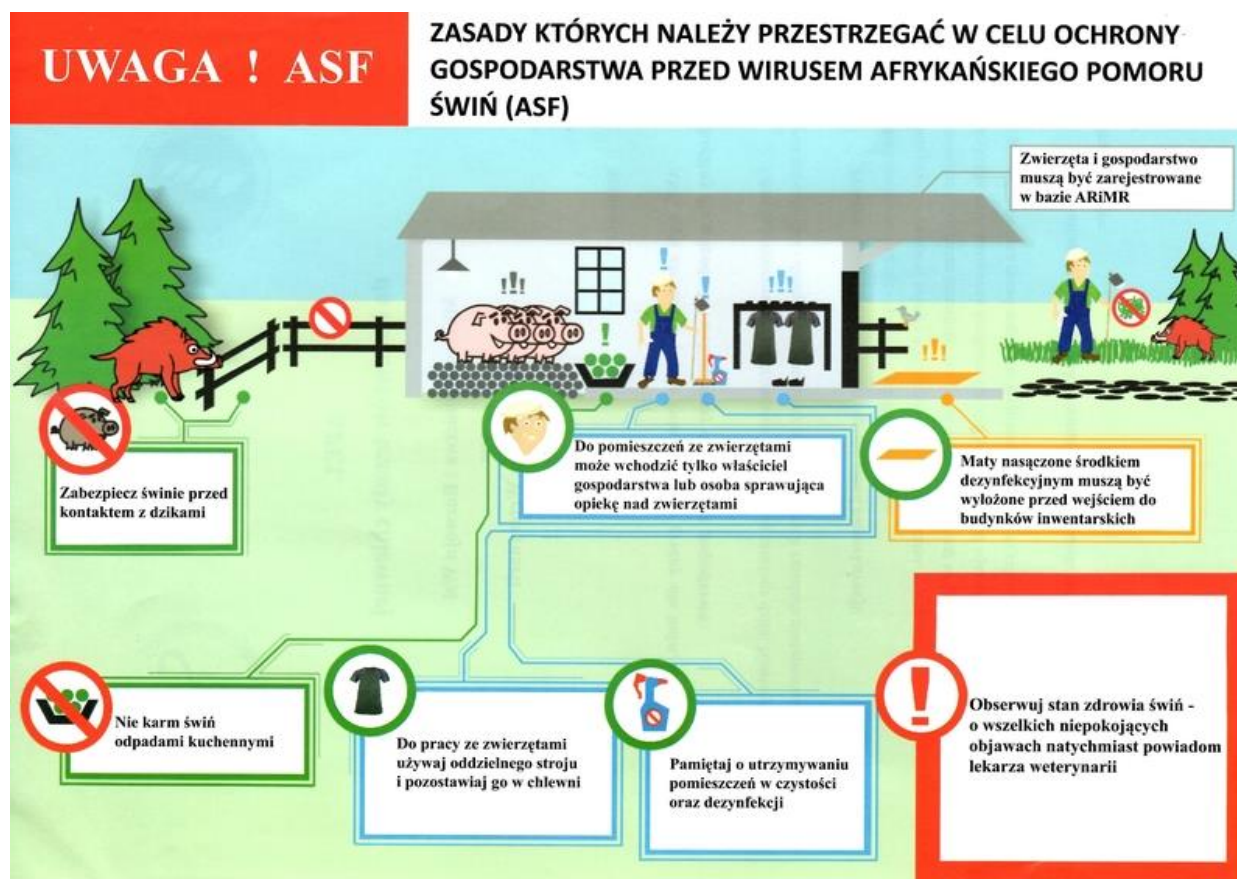 UWAGA ! ASF
ZASADY KTÓRYCH NALEŻY PRZESTRZEGAĆ W CELU OCHRONY
GOSPODARSTWA PRZED WIRUSEM AFRYKAŃSKIEGO POMORU
ŚWIŃ (ASF)
Zwierzęta i gospodarstwo
muszą być zarejestrowane
w bazie ARiMR
Zabezpiecz świnie przed
kontaktem z dzikami
Do pomieszczeń ze zwierzętami
może wchodzić tylko właściciel
gospodarstwa lub osoba sprawująca
opiekę nad zwierzętami
Maty nasączone środkiem
dezynfekcyjnym muszą być
wyłożone przed wejściem do
budynków inwentarskich
Nie karm świń
odpadami kuchennymi
Do pracy ze zwierzętami
używaj oddzielnego stroju
i pozostawiaj go w chlewni
Pamiętaj o utrzymywaniu
pomieszczeń w czystości
oraz dezynfekcji
Obserwuj stan zdrowia świń -
o wszelkich niepokojących
objawach natychmiast powiadom
lekarza weterynarii